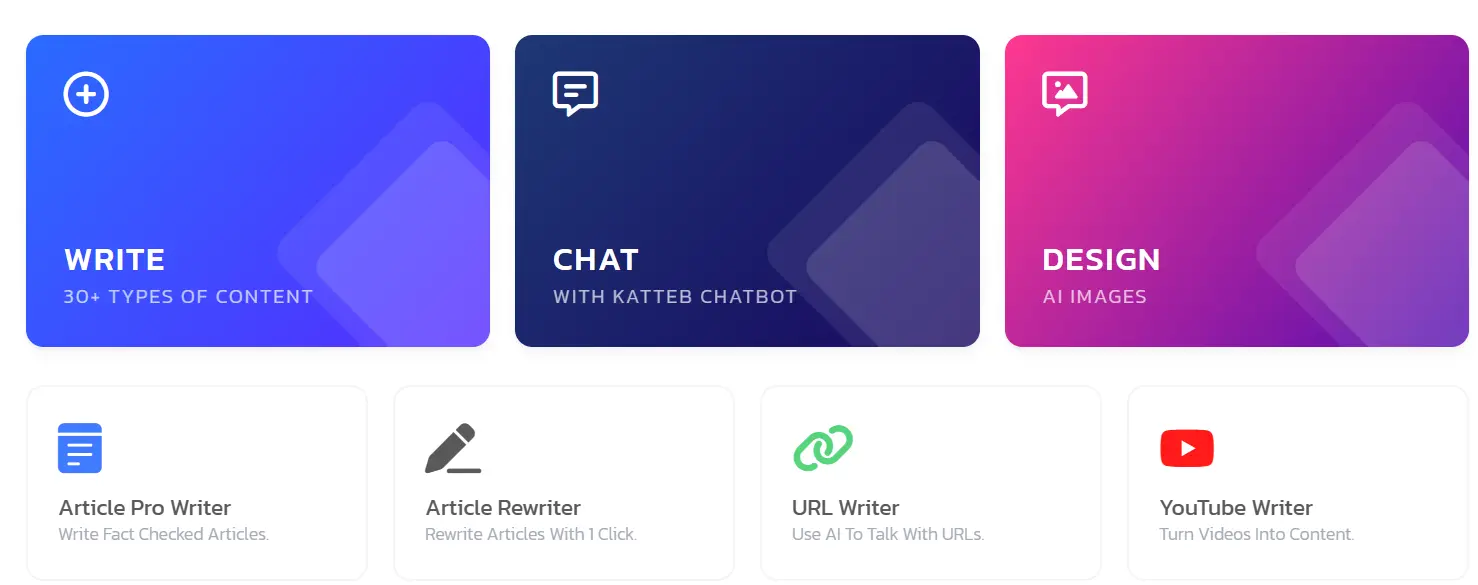 WRITE
30+ TYPES OF CONTENT
CHAT
WITH KATTEB CHATBOT
DESIGN
AI IMAGES
Article Pro Writer
Write Fact Checked Articles.
Article Rewriter
Rewrite Articles With 1 Click.
URL Writer
Use AI To Talk With URLs.
YouTube Writer
Turn Videos Into Content.